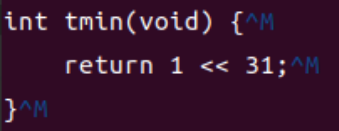 int tmin(void) {^M
    return 1 << 31;^M
}^M